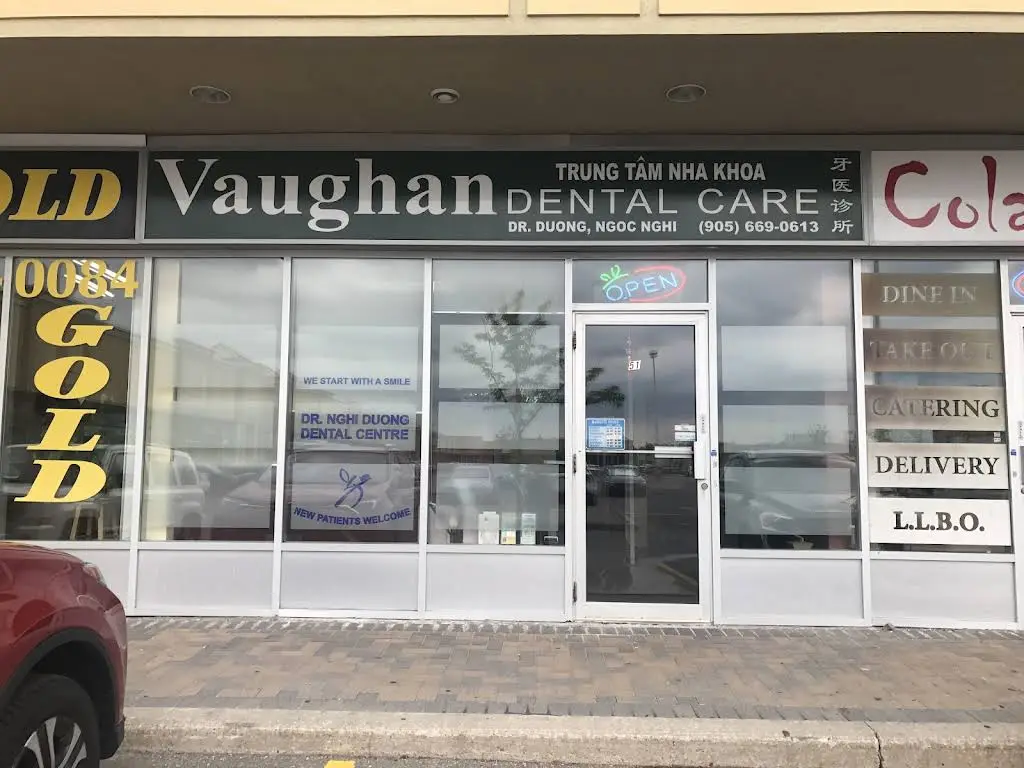 OLD
0084
GOLD
Vaughan
TRUNG TÂM NHA KHOA
DENTAL CARE
DR. DUONG, NGOC NGHI (905) 669-0613
牙医诊所
Cola
OPEN
51
WE START WITH A SMILE
DR. NGHI DUONG
DENTAL CENTRE
NEW PATIENTS WELCOME
DINE IN
TAKE OUT
CATERING
DELIVERY
L.L.B.O.